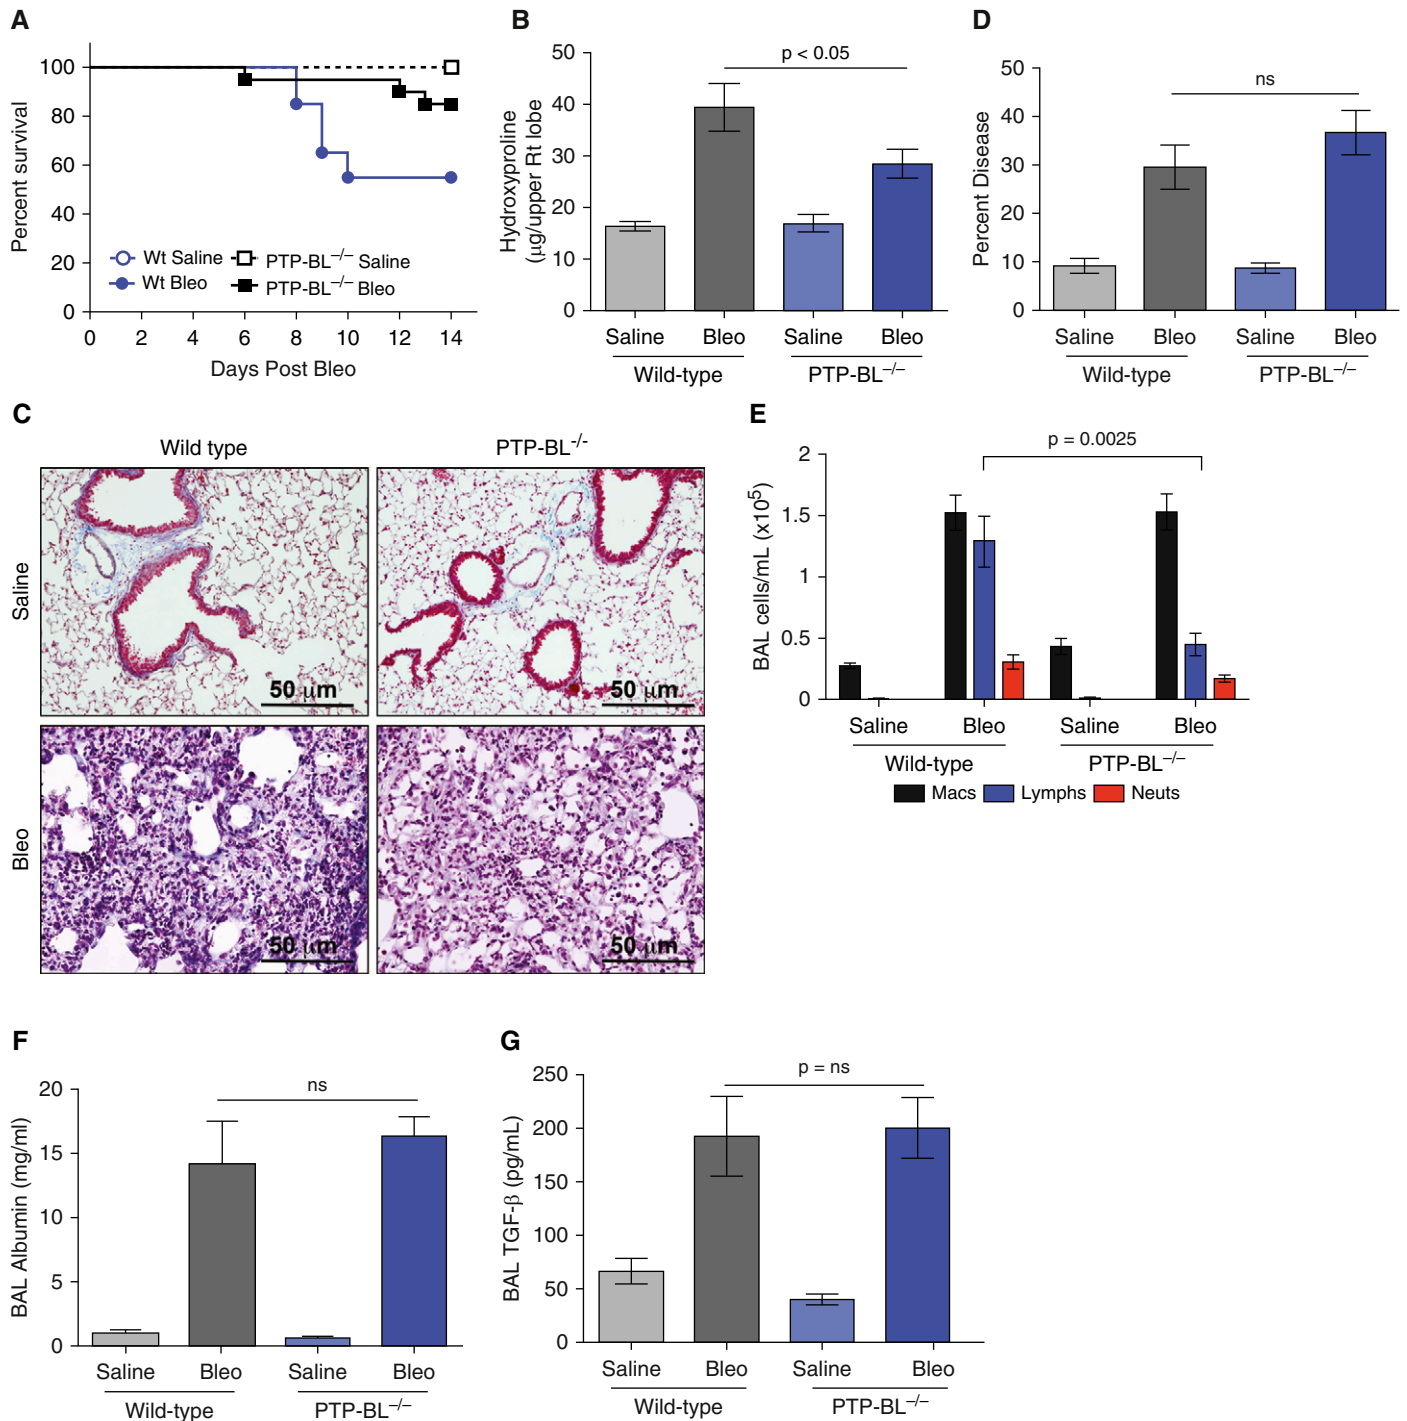 A
Percent survival
100
80
60
40
20
0
0 2 4 6 8 10 12 14
Days Post Bleo
Wt Saline PTP-BL–/– Saline
Wt Bleo PTP-BL–/– Bleo
B
Hydroxyproline
(μg/upper Rt lobe
50
40
30
20
10
0
p < 0.05
Saline Bleo Saline Bleo
Wild-type PTP-BL–/–
D
Percent Disease
50
40
30
20
10
0
ns
Saline Bleo Saline Bleo
Wild-type PTP-BL–/–
C
Wild type PTP-BL-/-
Saline
50 μm 50 μm
Bleo
50 μm 50 μm
E
BAL cells/mL (x10⁵)
2
1.5
1
0.5
0
p = 0.0025
Saline Bleo Saline Bleo
Wild-type PTP-BL–/–
Macs Lymphs Neuts
F
BAL Albumin (mg/ml)
20
15
10
5
0
ns
Saline Bleo Saline Bleo
Wild-type PTP-BL–/–
G
BAL TGF-β (pg/mL)
250
200
150
100
50
0
p = ns
Saline Bleo Saline Bleo
Wild-type PTP-BL–/–